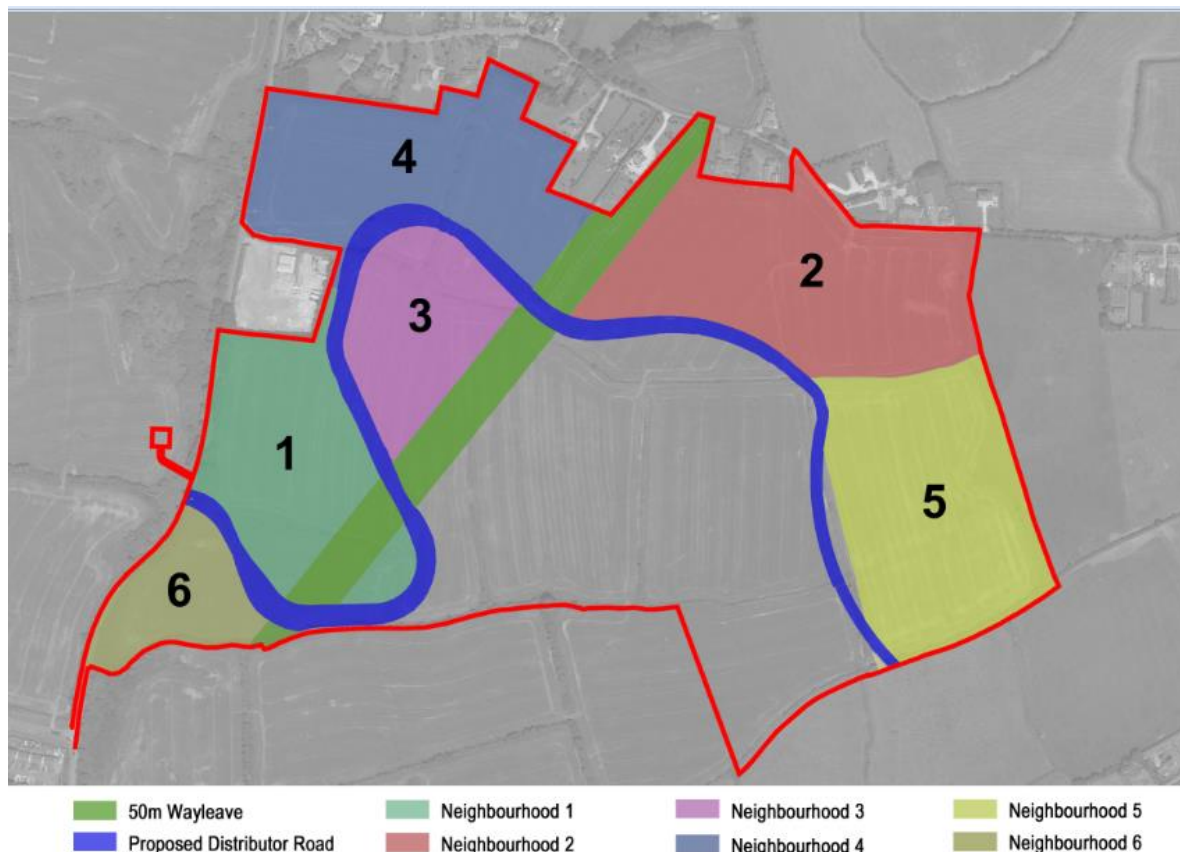 4
2
3
1
5
6
50m Wayleave
Neighbourhood 1
Neighbourhood 3
Neighbourhood 5
Proposed Distributor Road
Neighbourhood 2
Neighbourhood 4
Neighbourhood 6